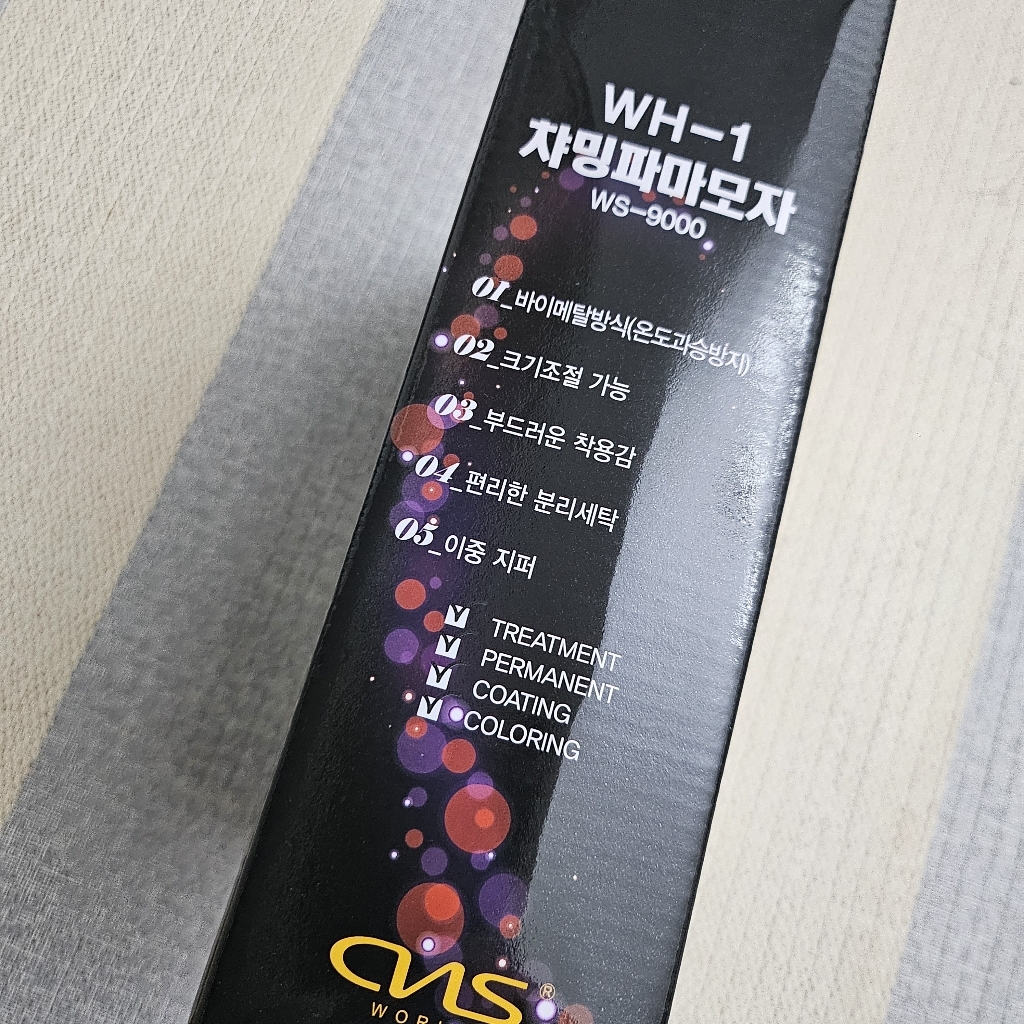 WH-1
챠밍파마모자
WS-9000
01_바이메탈방식(온도과승방지)
02_크기조절 가능
03_부드러운 착용감
04_편리한 분리세탁
05_이중 지퍼
TREATMENT
PERMANENT
COATING
COLORING
CNS®